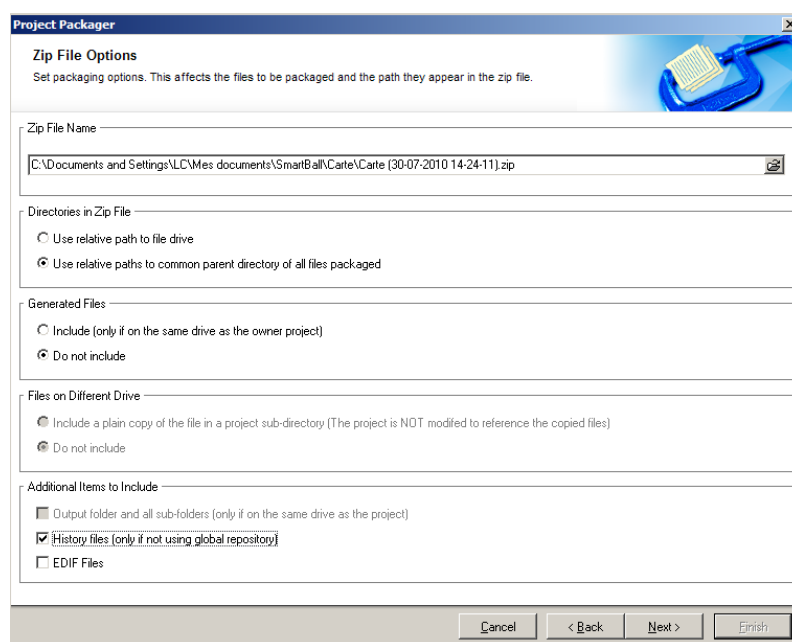 Project Packager
Zip File Options
Set packaging options. This affects the files to be packaged and the path they appear in the zip file.
Zip File Name
C:\Documents and Settings\LC\Mes documents\SmartBall\Carte\Carte (30-07-2010 14-24-11).zip
Directories in Zip File
Use relative path to file drive
Use relative paths to common parent directory of all files packaged
Generated Files
Include (only if on the same drive as the owner project)
Do not include
Files on Different Drive
Include a plain copy of the file in a project sub-directory (The project is NOT modifed to reference the copied files)
Do not include
Additional Items to Include
Output folder and all sub-folders (only if on the same drive as the project)
History files (only if not using global repository)
EDIF Files
Cancel
< Back
Next >
Finish